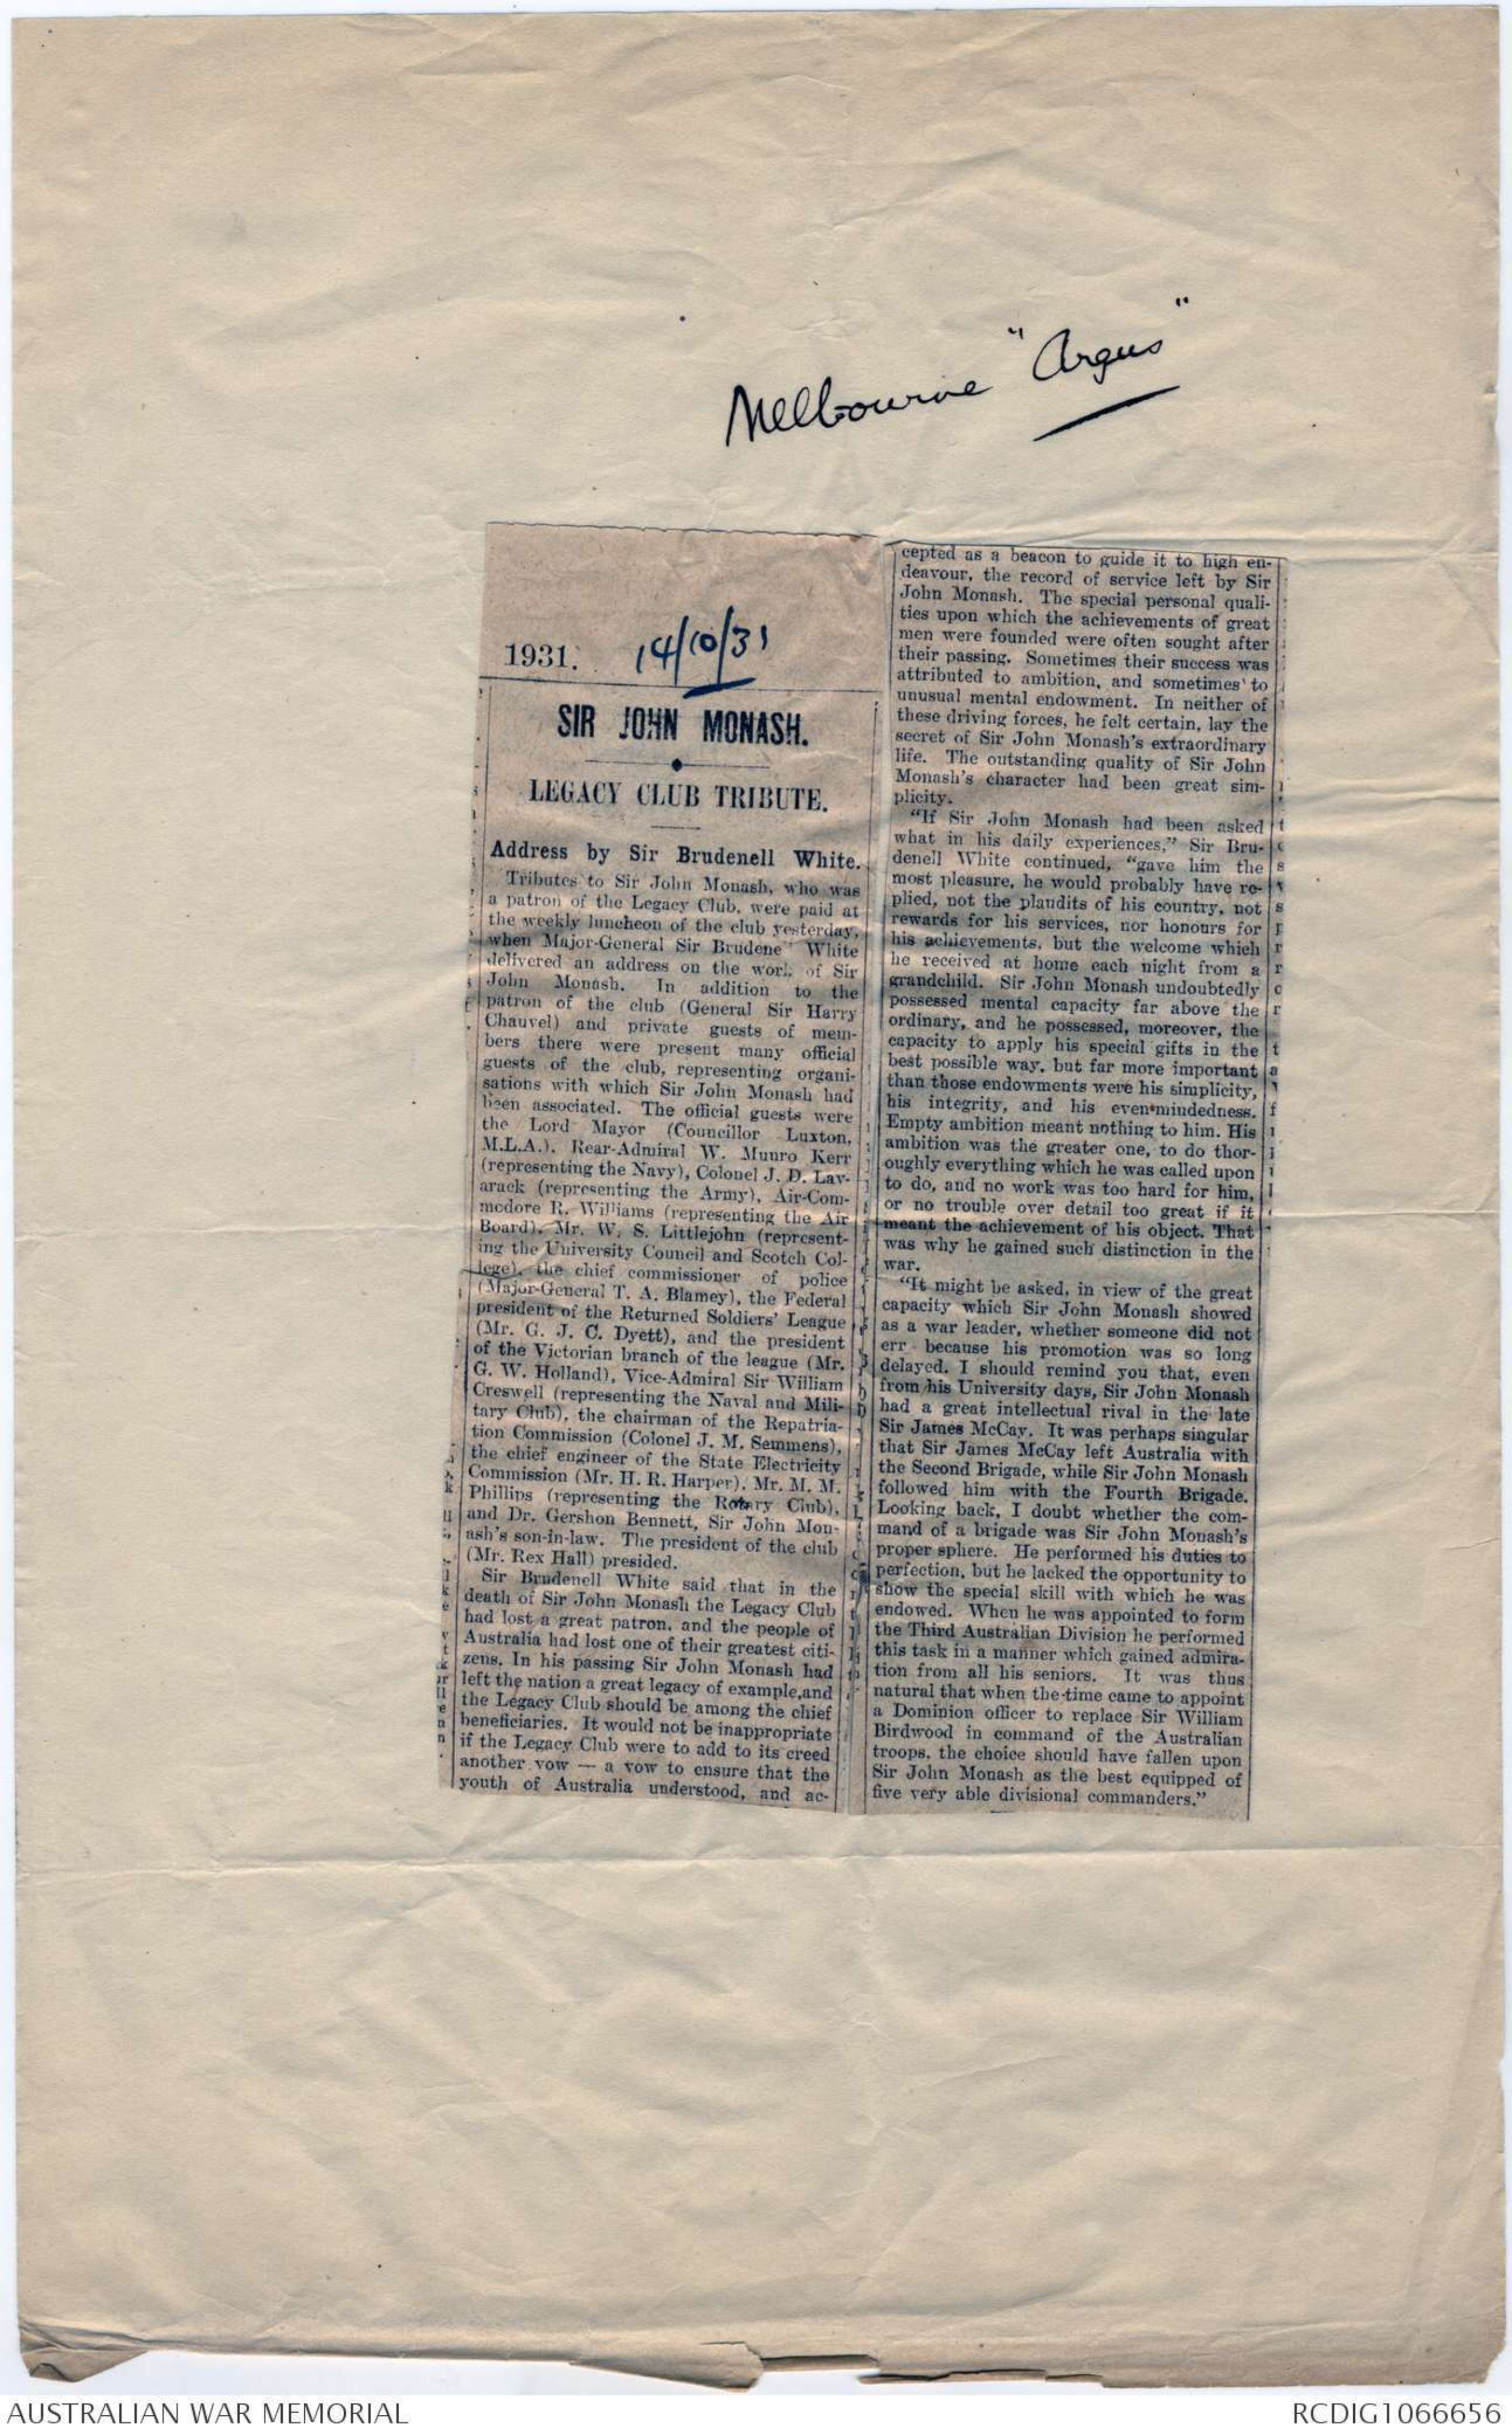 Melbourne "Argus"
1931. 14/10/31
SIR JOHN MONASH.
LEGACY CLUB TRIBUTE.
Address by Sir Brudenell White.
Tributes to Sir John Monash, who was
a patron of the Legacy Club, were paid at
the weekly luncheon of the club yesterday,
when Major-General Sir Brudene White
delivered an address on the work of Sir
John Monash. In addition to the
patron of the club (General Sir Harry
Chauvel) and private guests of mem-
bers there were present many official
guests of the club, representing organi-
sations with which Sir John Monash had
been associated. The official guests were
the Lord Mayor (Councillor Luxton,
M.L.A.), Rear-Admiral W. Munro Kerr
(representing the Navy), Colonel J. D. Lav-
arack (representing the Army), Air-Com-
modore R. Williams (representing the Air
Board), Mr. W. S. Littlejohn (represent-
ing the University Council and Scotch Col-
lege), the chief commissioner of police
(Major-General T. A. Blamey), the Federal
president of the Returned Soldiers' League
(Mr. G. J. C. Dyett), and the president
of the Victorian branch of the league (Mr.
G. W. Holland), Vice-Admiral Sir William
Creswell (representing the Naval and Mili-
tary Club), the chairman of the Repatria-
tion Commission (Colonel J. M. Semmens),
the chief engineer of the State Electricity
Commission (Mr. H. R. Harper), Mr. M. M.
Phillips (representing the Rotary Club),
and Dr. Gershon Bennett, Sir John Mon-
ash's son-in-law. The president of the club
(Mr. Rex Hall) presided.
Sir Brudenell White said that in the
death of Sir John Monash the Legacy Club
had lost a great patron, and the people of
Australia had lost one of their greatest citi-
zens. In his passing Sir John Monash had
left the nation a great legacy of example,and
the Legacy Club should be among the chief
beneficiaries. It would not be inappropriate
if the Legacy Club were to add to its creed
another vow — a vow to ensure that the
youth of Australia understood, and ac-
cepted as a beacon to guide it to high en-
deavour, the record of service left by Sir
John Monash. The special personal quali-
ties upon which the achievements of great
men were founded were often sought after
their passing. Sometimes their success was
attributed to ambition, and sometimes to
unusual mental endowment. In neither of
these driving forces, he felt certain, lay the
secret of Sir John Monash's extraordinary
life. The outstanding quality of Sir John
Monash's character had been great sim-
plicity.
"If Sir John Monash had been asked
what in his daily experiences," Sir Bru-
denell White continued, "gave him the
most pleasure, he would probably have re-
plied, not the plaudits of his country, not
rewards for his services, nor honours for
his achievements, but the welcome which
he received at home each night from a
grandchild. Sir John Monash undoubtedly
possessed mental capacity far above the
ordinary, and he possessed, moreover, the
capacity to apply his special gifts in the
best possible way, but far more important
than those endowments were his simplicity,
his integrity, and his even-mindedness.
Empty ambition meant nothing to him. His
ambition was the greater one, to do thor-
oughly everything which he was called upon
to do, and no work was too hard for him,
or no trouble over detail too great if it
meant the achievement of his object. That
was why he gained such distinction in the
war.
"It might be asked, in view of the great
capacity which Sir John Monash showed
as a war leader, whether someone did not
err because his promotion was so long
delayed. I should remind you that, even
from his University days, Sir John Monash
had a great intellectual rival in the late
Sir James McCay. It was perhaps singular
that Sir James McCay left Australia with
the Second Brigade, while Sir John Monash
followed him with the Fourth Brigade.
Looking back, I doubt whether the com-
mand of a brigade was Sir John Monash's
proper sphere. He performed his duties to
perfection, but he lacked the opportunity to
show the special skill with which he was
endowed. When he was appointed to form
the Third Australian Division he performed
this task in a manner which gained admira-
tion from all his seniors. It was thus
natural that when the time came to appoint
a Dominion officer to replace Sir William
Birdwood in command of the Australian
troops, the choice should have fallen upon
Sir John Monash as the best equipped of
five very able divisional commanders."
AUSTRALIAN WAR MEMORIAL
RCDIG1066656